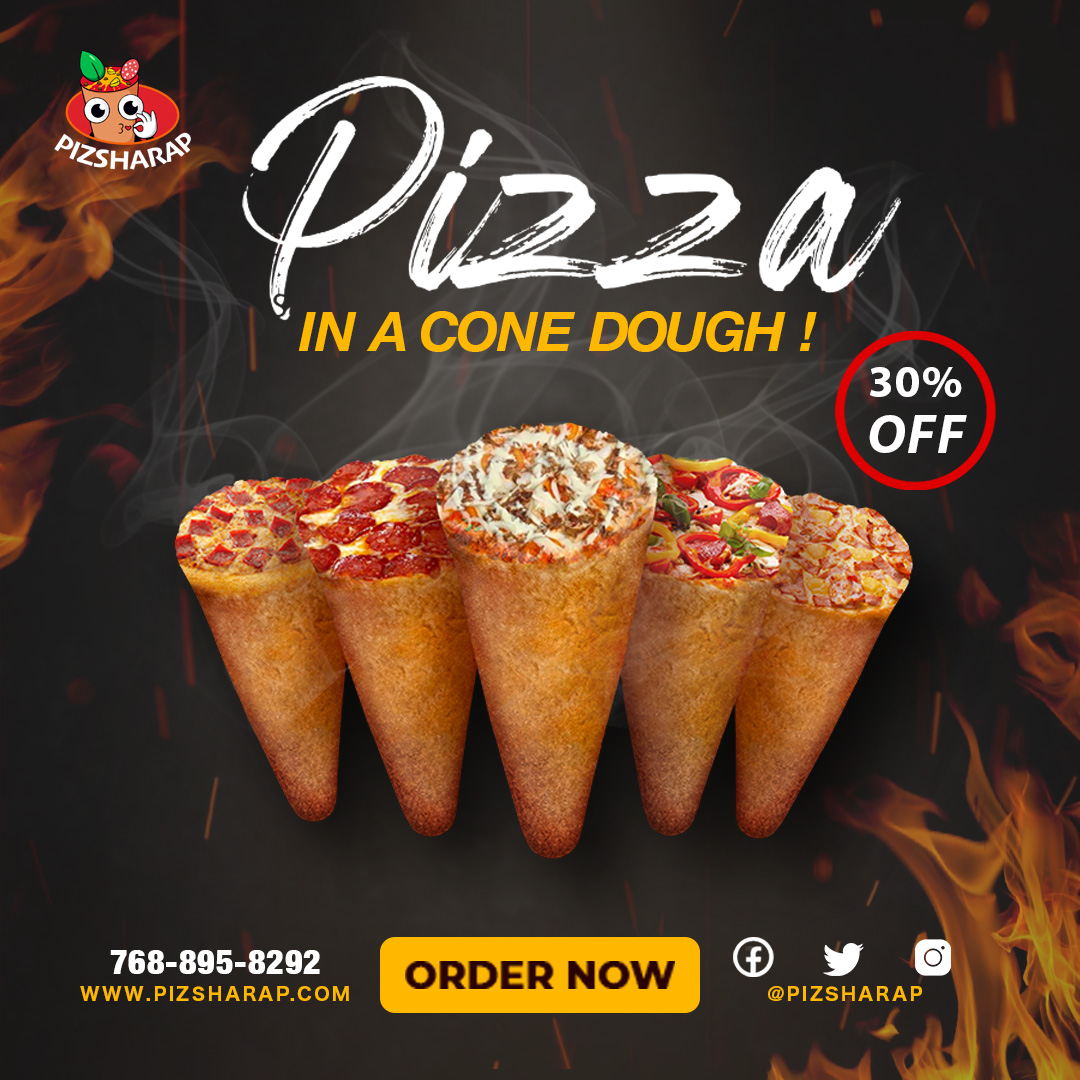 PIZSHARAP
Pizza
IN A CONE DOUGH !
30%
OFF
768-895-8292
WWW.PIZSHARAP.COM
ORDER NOW
@PIZSHARAP